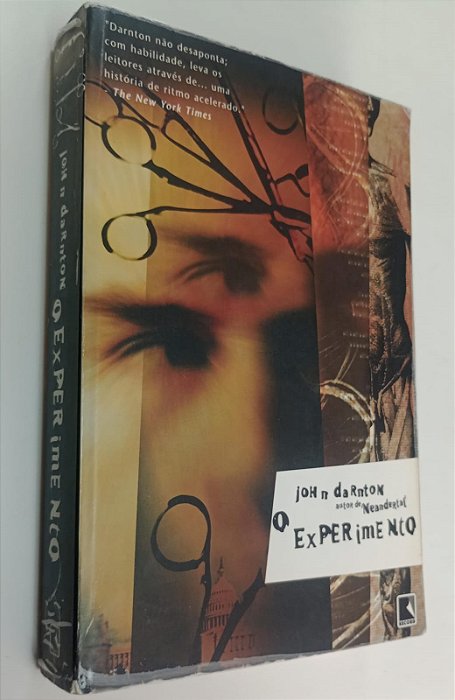 "Darnton não desaponta;
com habilidade, leva os
leitores através de... uma
história de ritmo acelerado."
- The New York Times
JOHN DARNTON
autor de Neandertal
O EXPERIMENTO
JOHN DARNTON O EXPERIMENTO
RECORD